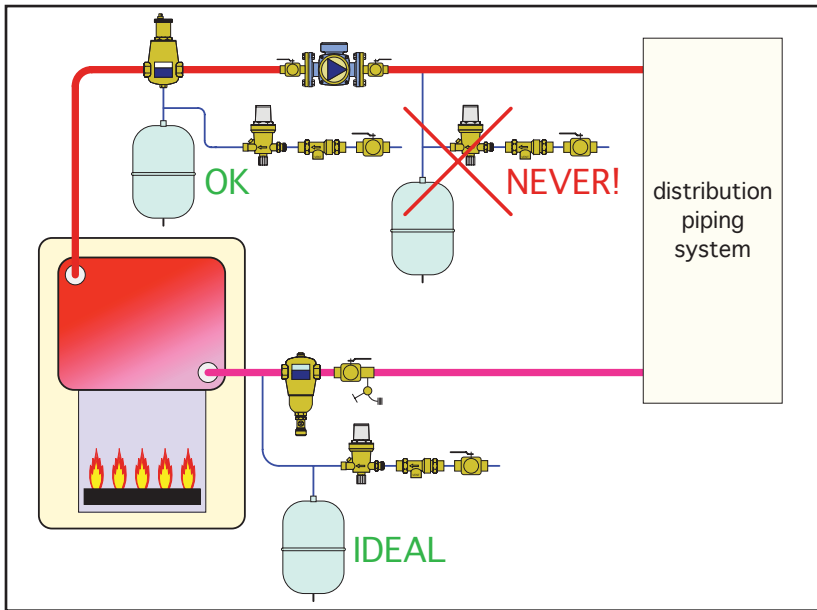 OK
NEVER!
distribution
piping
system
IDEAL